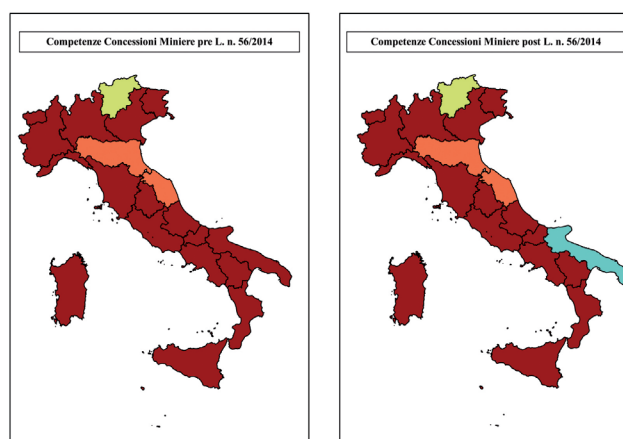 Competenze Concessioni Miniere pre L. n. 56/2014
Competenze Concessioni Miniere post L. n. 56/2014